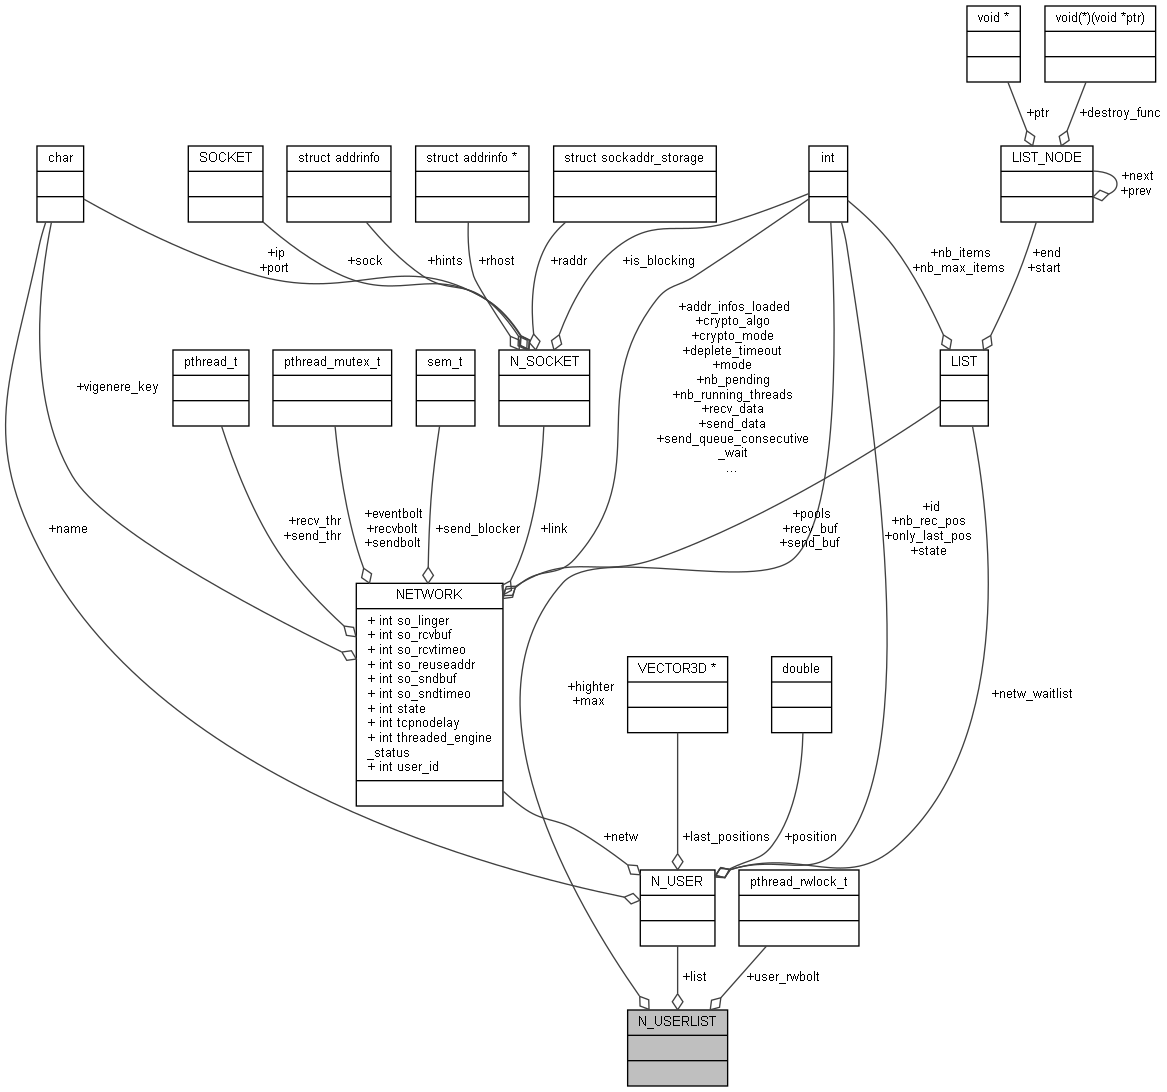 void *
void(*)(void *ptr)
+ptr
+destroy_func
char
SOCKET
struct addrinfo
struct addrinfo *
struct sockaddr_storage
int
LIST_NODE
+next
+prev
+ip
+port
+sock
+hints
+rhost
+raddr
+is_blocking
+nb_items
+nb_max_items
+end
+start
+addr_infos_loaded
+crypto_algo
+crypto_mode
+deplete_timeout
+mode
+nb_pending
+nb_running_threads
+recv_data
+send_data
+send_queue_consecutive
_wait
...
+vigenere_key
pthread_t
pthread_mutex_t
sem_t
N_SOCKET
LIST
+name
+recv_thr
+send_thr
+eventbolt
+recvbolt
+sendbolt
+send_blocker
+link
+pools
+recv_buf
+send_buf
+id
+nb_rec_pos
+only_last_pos
+state
NETWORK
+ int so_linger
+ int so_rcvbuf
+ int so_rcvtimeo
+ int so_reuseaddr
+ int so_sndbuf
+ int so_sndtimeo
+ int state
+ int tcpnodelay
+ int threaded_engine
_status
+ int user_id
+highter
+max
VECTOR3D *
double
+netw_waitlist
+netw
+last_positions
+position
N_USER
pthread_rwlock_t
+list
+user_rwbolt
N_USERLIST